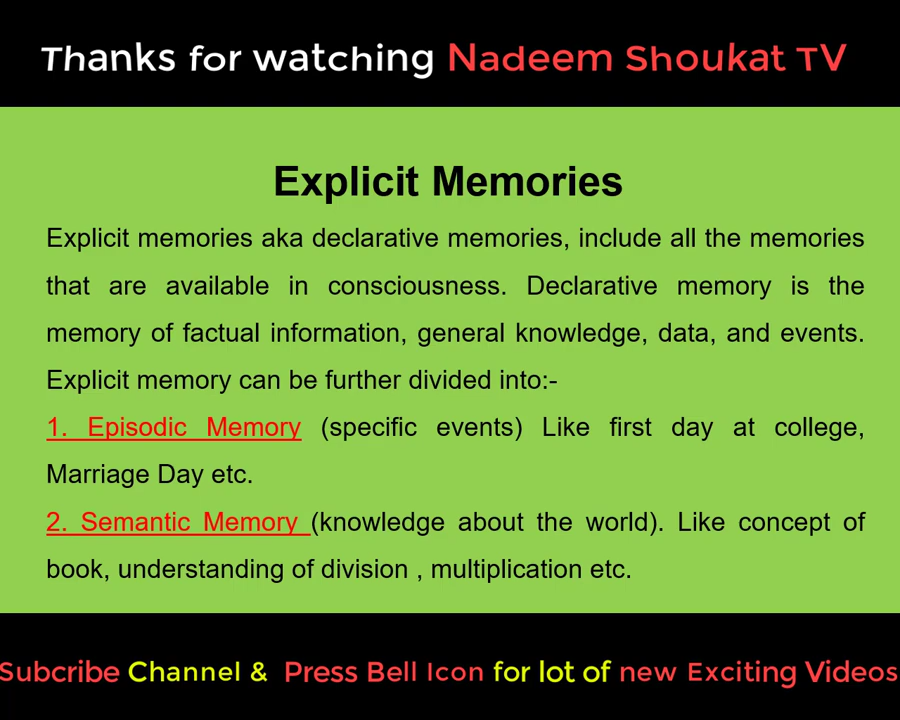 Thanks for watching Nadeem Shoukat TV
Explicit Memories
Explicit memories aka declarative memories, include all the memories
that are available in consciousness. Declarative memory is the
memory of factual information, general knowledge, data, and events.
Explicit memory can be further divided into:-
1. Episodic Memory (specific events) Like first day at college,
Marriage Day etc.
2. Semantic Memory (knowledge about the world). Like concept of
book, understanding of division , multiplication etc.
Subcribe Channel & Press Bell Icon for lot of new Exciting Videos